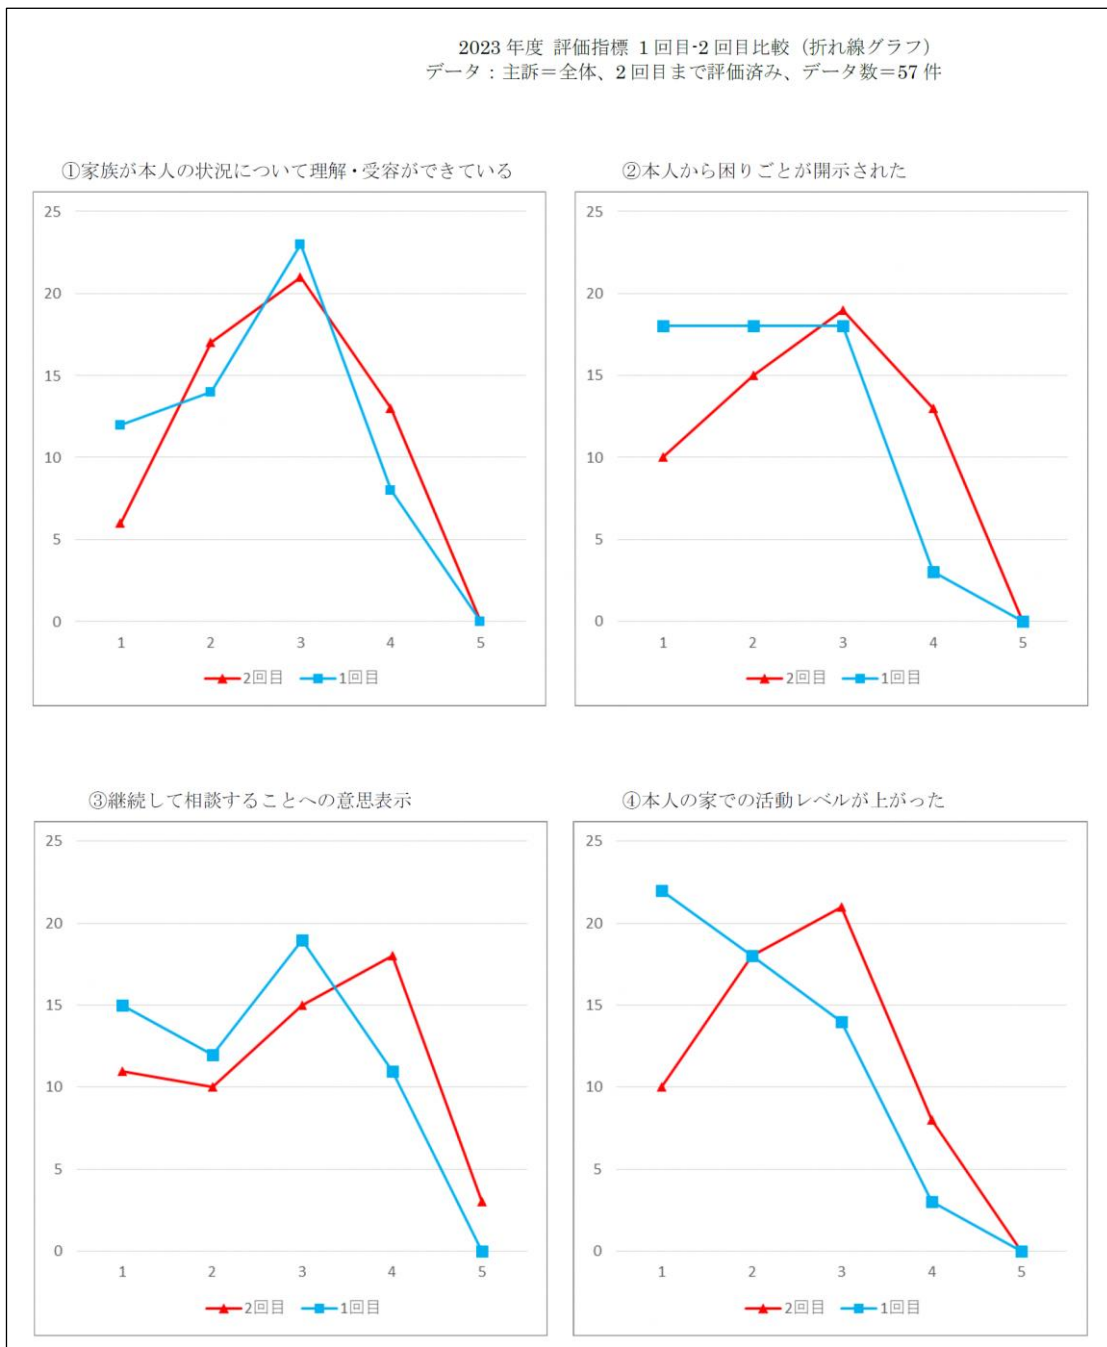 2023 年度 評価指標 1 回目-2 回目比較（折れ線グラフ）
データ：主訴＝全体、2 回目まで評価済み、データ数＝57 件
①家族が本人の状況について理解・受容ができている
25
20
15
10
5
0
1 2 3 4 5
2回目 1回目
②本人から困りごとが開示された
25
20
15
10
5
0
1 2 3 4 5
2回目 1回目
③継続して相談することへの意思表示
25
20
15
10
5
0
1 2 3 4 5
2回目 1回目
④本人の家での活動レベルが上がった
25
20
15
10
5
0
1 2 3 4 5
2回目 1回目